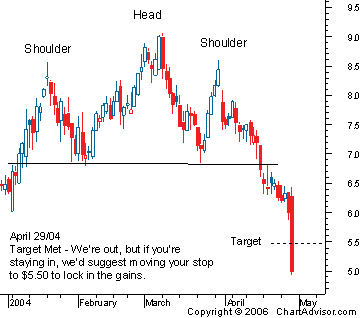 Head
Shoulder
Shoulder
9.5
9.0
8.5
8.0
7.5
7.0
6.5
6.0
5.5
5.0
April 29/04
Target Met - We're out, but if you're
staying in, we'd suggest moving your stop
to $5.50 to lock in the gains.
Target
2004 February March April May
Copyright © 2006 ChartAdvisor.com